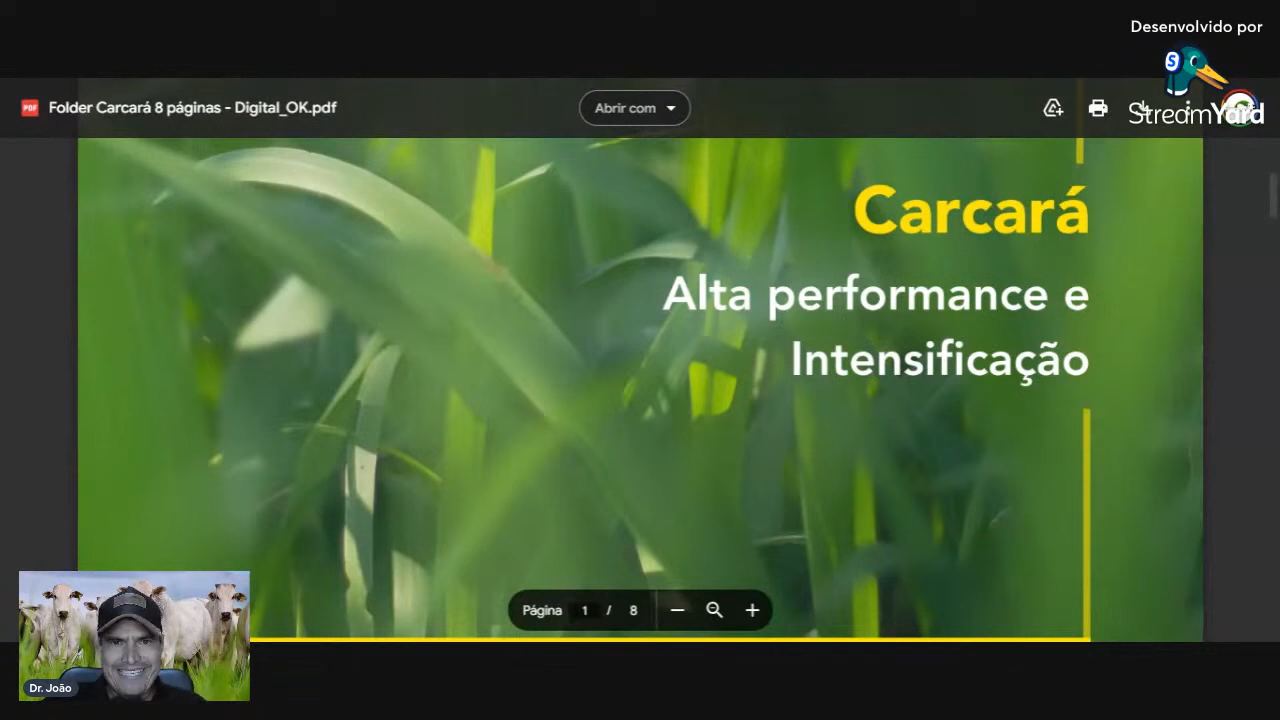 Desenvolvido por
S
StreamYard
PDF
Folder Carcará 8 páginas - Digital_OK.pdf
Abrir com
Carcará
Alta performance e
Intensificação
Página 1 / 8
Dr. João